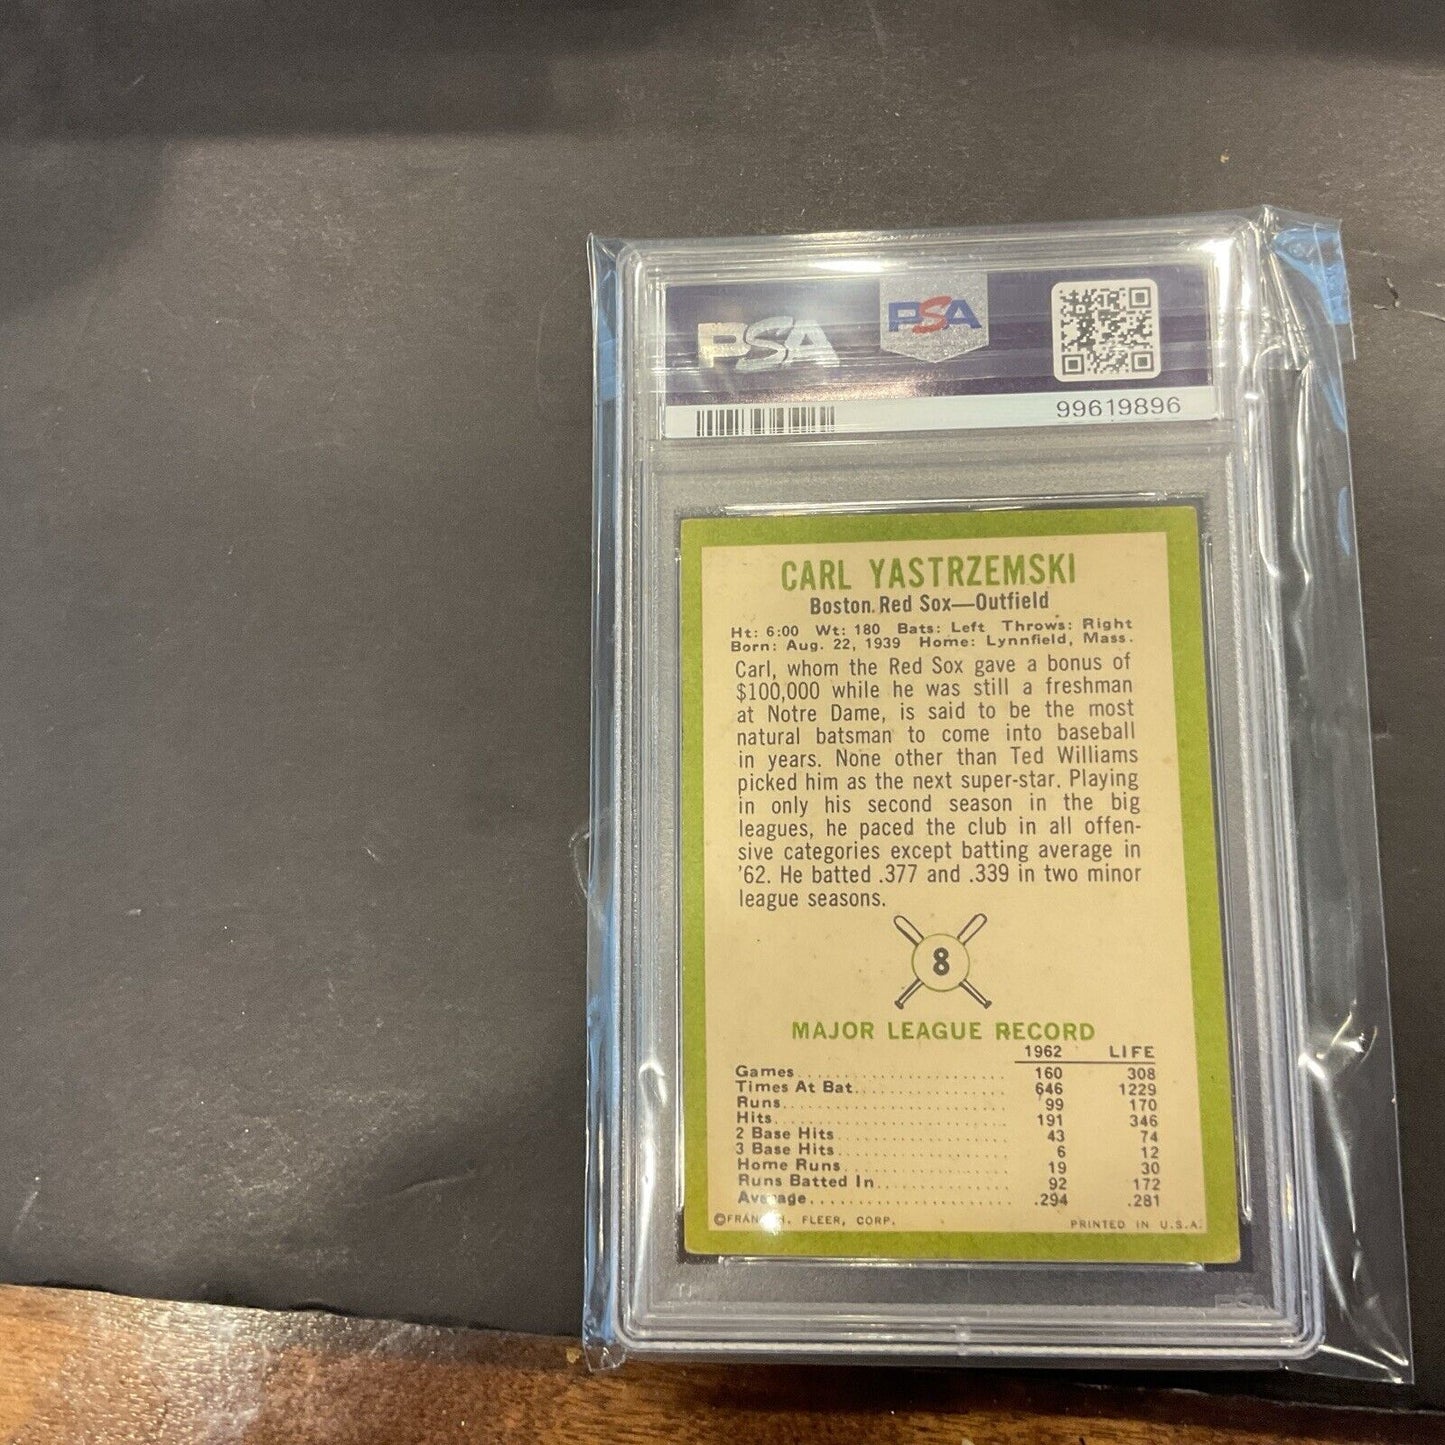 PSA
PSA
99619896
CARL YASTRZEMSKI
Boston Red Sox—Outfield
Ht: 6:00 Wt: 180 Bats: Left Throws: Right
Born: Aug. 22, 1939 Home: Lynnfield, Mass.
Carl, whom the Red Sox gave a bonus of
$100,000 while he was still a freshman
at Notre Dame, is said to be the most
natural batsman to come into baseball
in years. None other than Ted Williams
picked him as the next super-star. Playing
in only his second season in the big
leagues, he paced the club in all offen-
sive categories except batting average in
'62. He batted .377 and .339 in two minor
league seasons.
8
MAJOR LEAGUE RECORD
1962 LIFE
Games 160 308
Times At Bat 646 1229
Runs 99 170
Hits 191 346
2 Base Hits 43 74
3 Base Hits 6 12
Home Runs 19 30
Runs Batted In 92 172
Average .294 .281
© FLEER, CORP. PRINTED IN U.S.A.